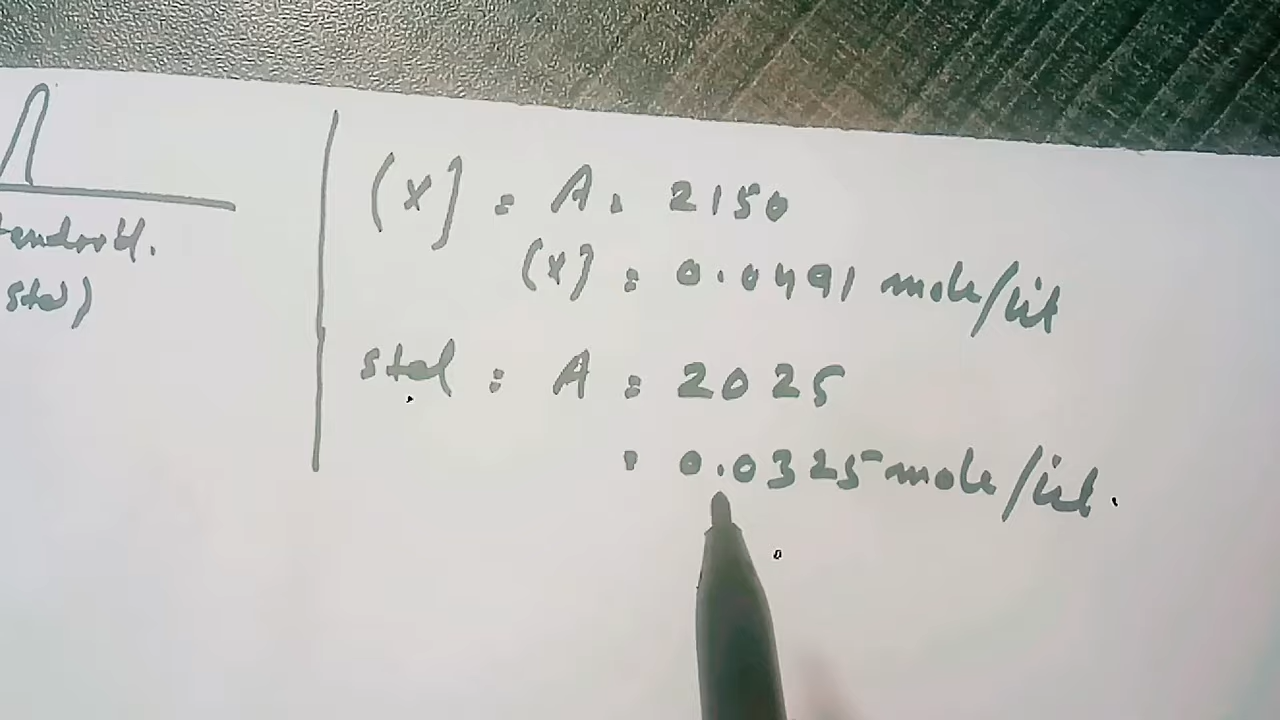 [X] = A = 2150
[X] = 0.0491 mole/lit
std = A = 2025
= 0.0325 mole/lit.
std)